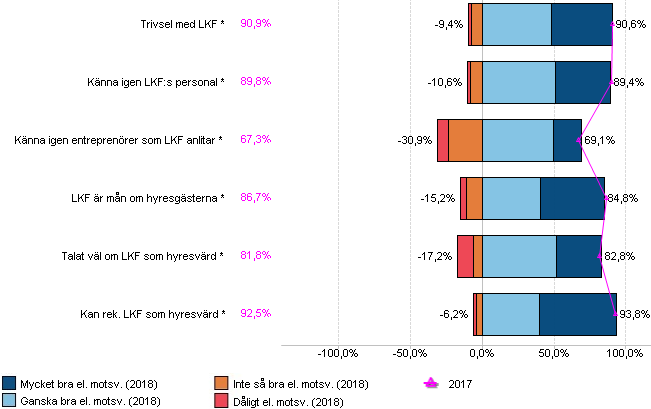 Trivsel med LKF * 90,9% -9,4% 90,6%
Känna igen LKF:s personal * 89,8% -10,6% 89,4%
Känna igen entreprenörer som LKF anlitar * 67,3% -30,9% 69,1%
LKF är mån om hyresgästerna * 86,7% -15,2% 84,8%
Talat väl om LKF som hyresvärd * 81,8% -17,2% 82,8%
Kan rek. LKF som hyresvärd * 92,5% -6,2% 93,8%
-100,0% -50,0% 0,0% 50,0% 100,0%
Mycket bra el. motsv. (2018) Inte så bra el. motsv. (2018) 2017
Ganska bra el. motsv. (2018) Dåligt el. motsv. (2018)